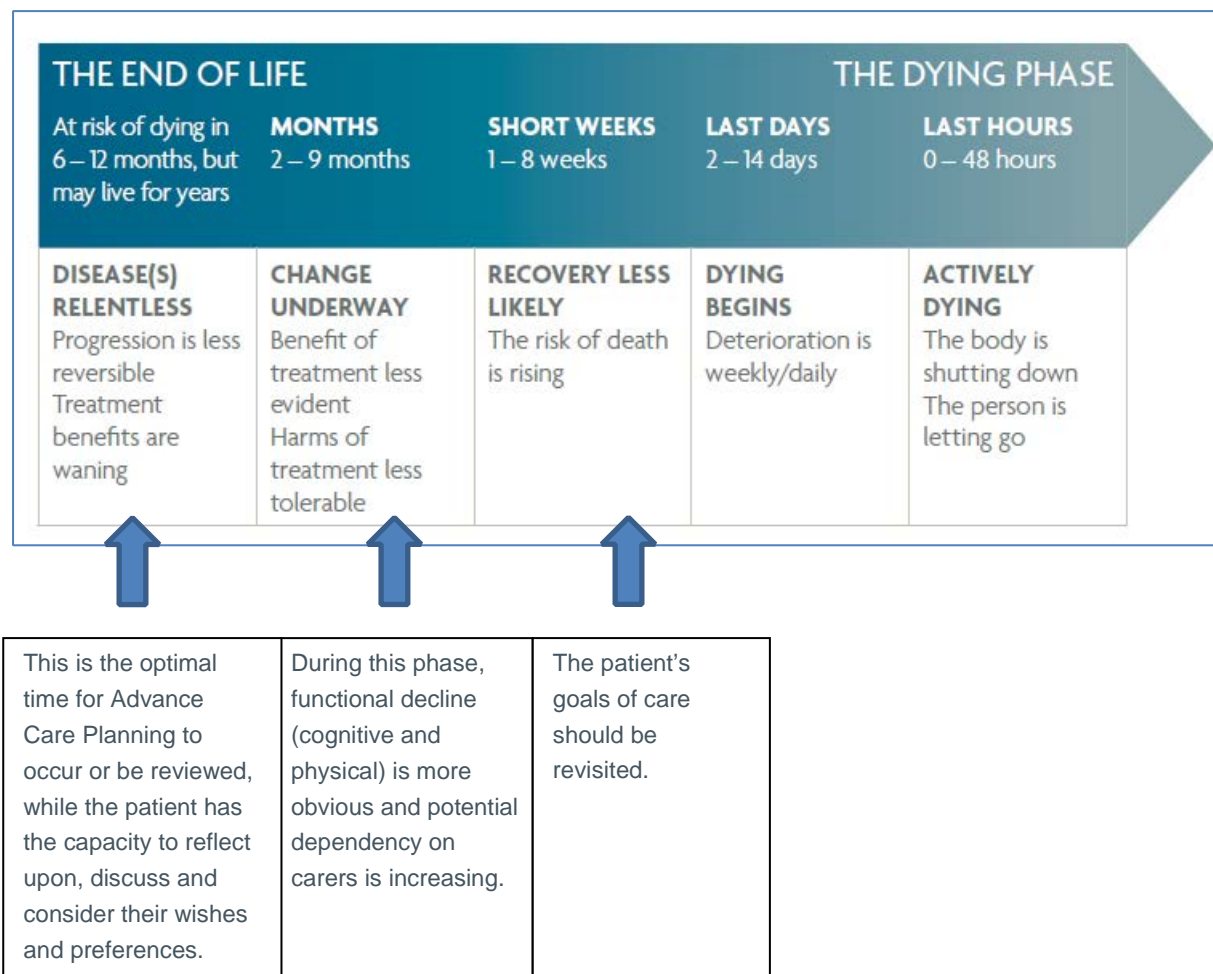 THE END OF LIFE
THE DYING PHASE
At risk of dying in
6 – 12 months, but
may live for years
MONTHS
2 – 9 months
SHORT WEEKS
1 – 8 weeks
LAST DAYS
2 – 14 days
LAST HOURS
0 – 48 hours
DISEASE(S)
RELENTLESS
Progression is less
reversible
Treatment
benefits are
waning
CHANGE
UNDERWAY
Benefit of
treatment less
evident
Harms of
treatment less
tolerable
RECOVERY LESS
LIKELY
The risk of death
is rising
DYING
BEGINS
Deterioration is
weekly/daily
ACTIVELY
DYING
The body is
shutting down
The person is
letting go
This is the optimal
time for Advance
Care Planning to
occur or be reviewed,
while the patient has
the capacity to reflect
upon, discuss and
consider their wishes
and preferences.
During this phase,
functional decline
(cognitive and
physical) is more
obvious and potential
dependency on
carers is increasing.
The patient’s
goals of care
should be
revisited.